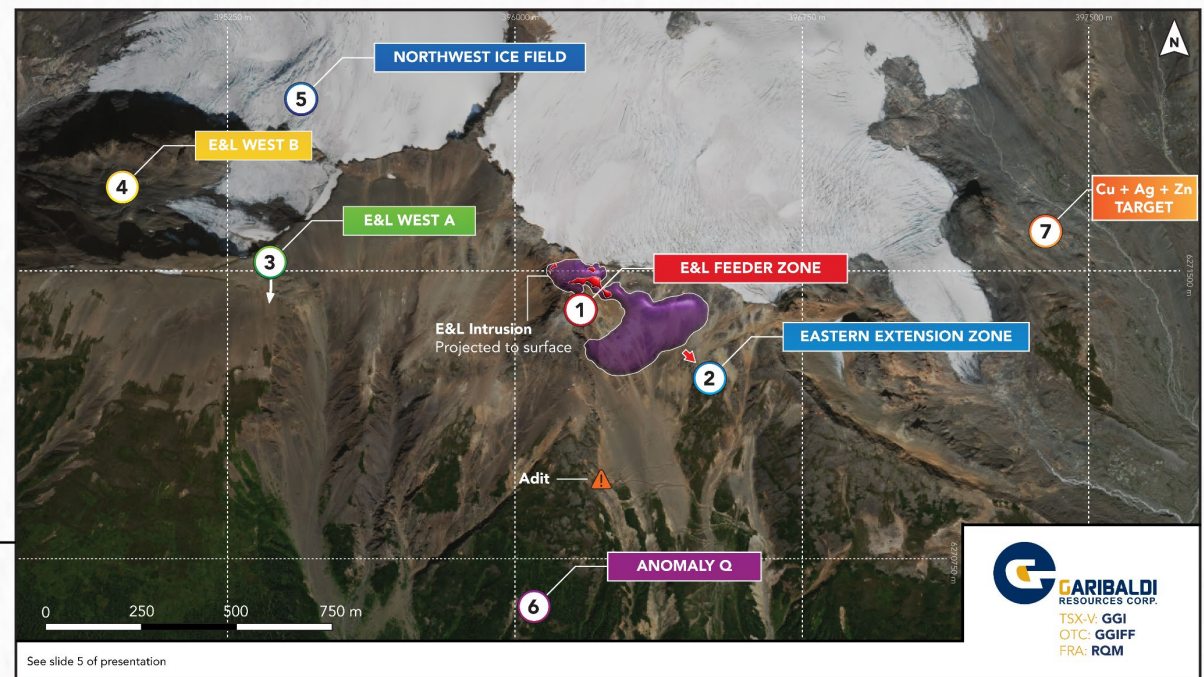 395250 m
396000 m
396750 m
397500 m
N
NORTHWEST ICE FIELD
5
E&L WEST B
4
Cu + Ag + Zn
TARGET
7
E&L WEST A
3
E&L FEEDER ZONE
6271500 m
1
E&L Intrusion
Projected to surface
EASTERN EXTENSION ZONE
2
Adit
!
6270750 m
ANOMALY Q
6
0 250 500 750 m
GARIBALDI
RESOURCES CORP.
TSX-V: GGI
OTC: GGIFF
FRA: RQM
See slide 5 of presentation